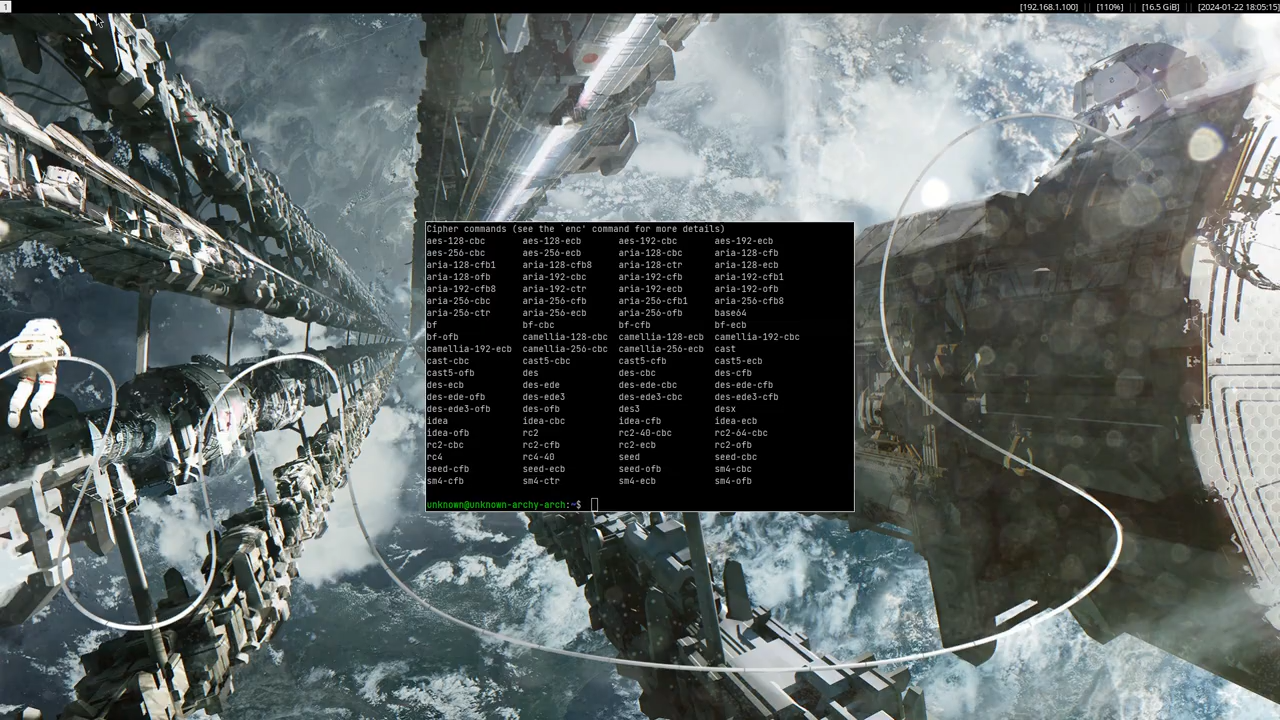 1 [192.168.1.100] || [110%] || [16.5 GiB] || [2024-01-22 18:05:15]
Cipher commands (see the `enc' command for more details)
aes-128-cbc aes-128-ecb aes-192-cbc aes-192-ecb
aes-256-cbc aes-256-ecb aria-128-cbc aria-128-cfb
aria-128-cfb1 aria-128-cfb8 aria-128-ctr aria-128-ecb
aria-128-ofb aria-192-cbc aria-192-cfb aria-192-cfb1
aria-192-cfb8 aria-192-ctr aria-192-ecb aria-192-ofb
aria-256-cbc aria-256-cfb aria-256-cfb1 aria-256-cfb8
aria-256-ctr aria-256-ecb aria-256-ofb base64
bf bf-cbc bf-cfb bf-ecb
bf-ofb camellia-128-cbc camellia-128-ecb camellia-192-cbc
camellia-192-ecb camellia-256-cbc camellia-256-ecb cast
cast-cbc cast5-cbc cast5-cfb cast5-ecb
cast5-ofb des des-cbc des-cfb
des-ecb des-ede des-ede-cbc des-ede-cfb
des-ede-ofb des-ede3 des-ede3-cbc des-ede3-cfb
des-ede3-ofb des-ofb des3 desx
idea idea-cbc idea-cfb idea-ecb
idea-ofb rc2 rc2-40-cbc rc2-64-cbc
rc2-cbc rc2-cfb rc2-ecb rc2-ofb
rc4 rc4-40 seed seed-cbc
seed-cfb seed-ecb seed-ofb sm4-cbc
sm4-cfb sm4-ctr sm4-ecb sm4-ofb
unknown@unknown-archy-arch:~$